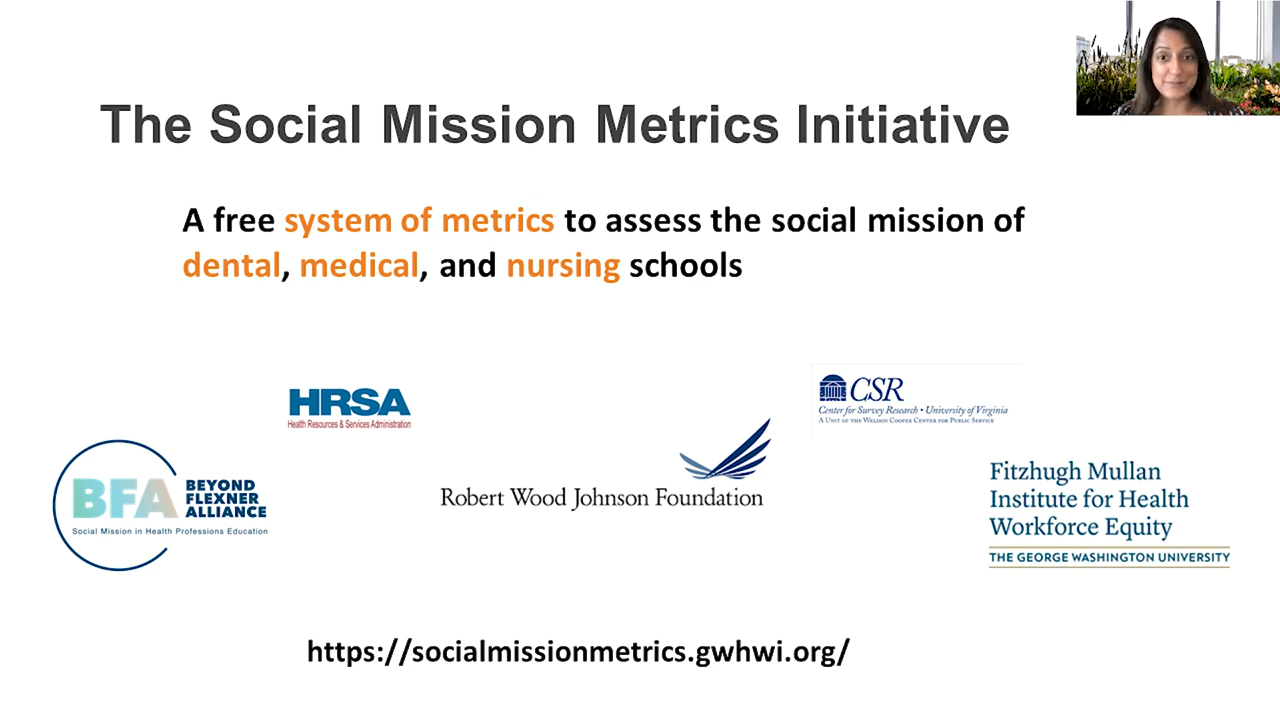 The Social Mission Metrics Initiative
A free system of metrics to assess the social mission of
dental, medical, and nursing schools
HRSA
Health Resources & Services Administration
CSR
Center for Survey Research • University of Virginia
A Unit of the Weldon Cooper Center for Public Service
BFA
BEYOND
FLEXNER
ALLIANCE
Social Mission in Health Professions Education
Robert Wood Johnson Foundation
Fitzhugh Mullan
Institute for Health
Workforce Equity
THE GEORGE WASHINGTON UNIVERSITY
https://socialmissionmetrics.gwhwi.org/